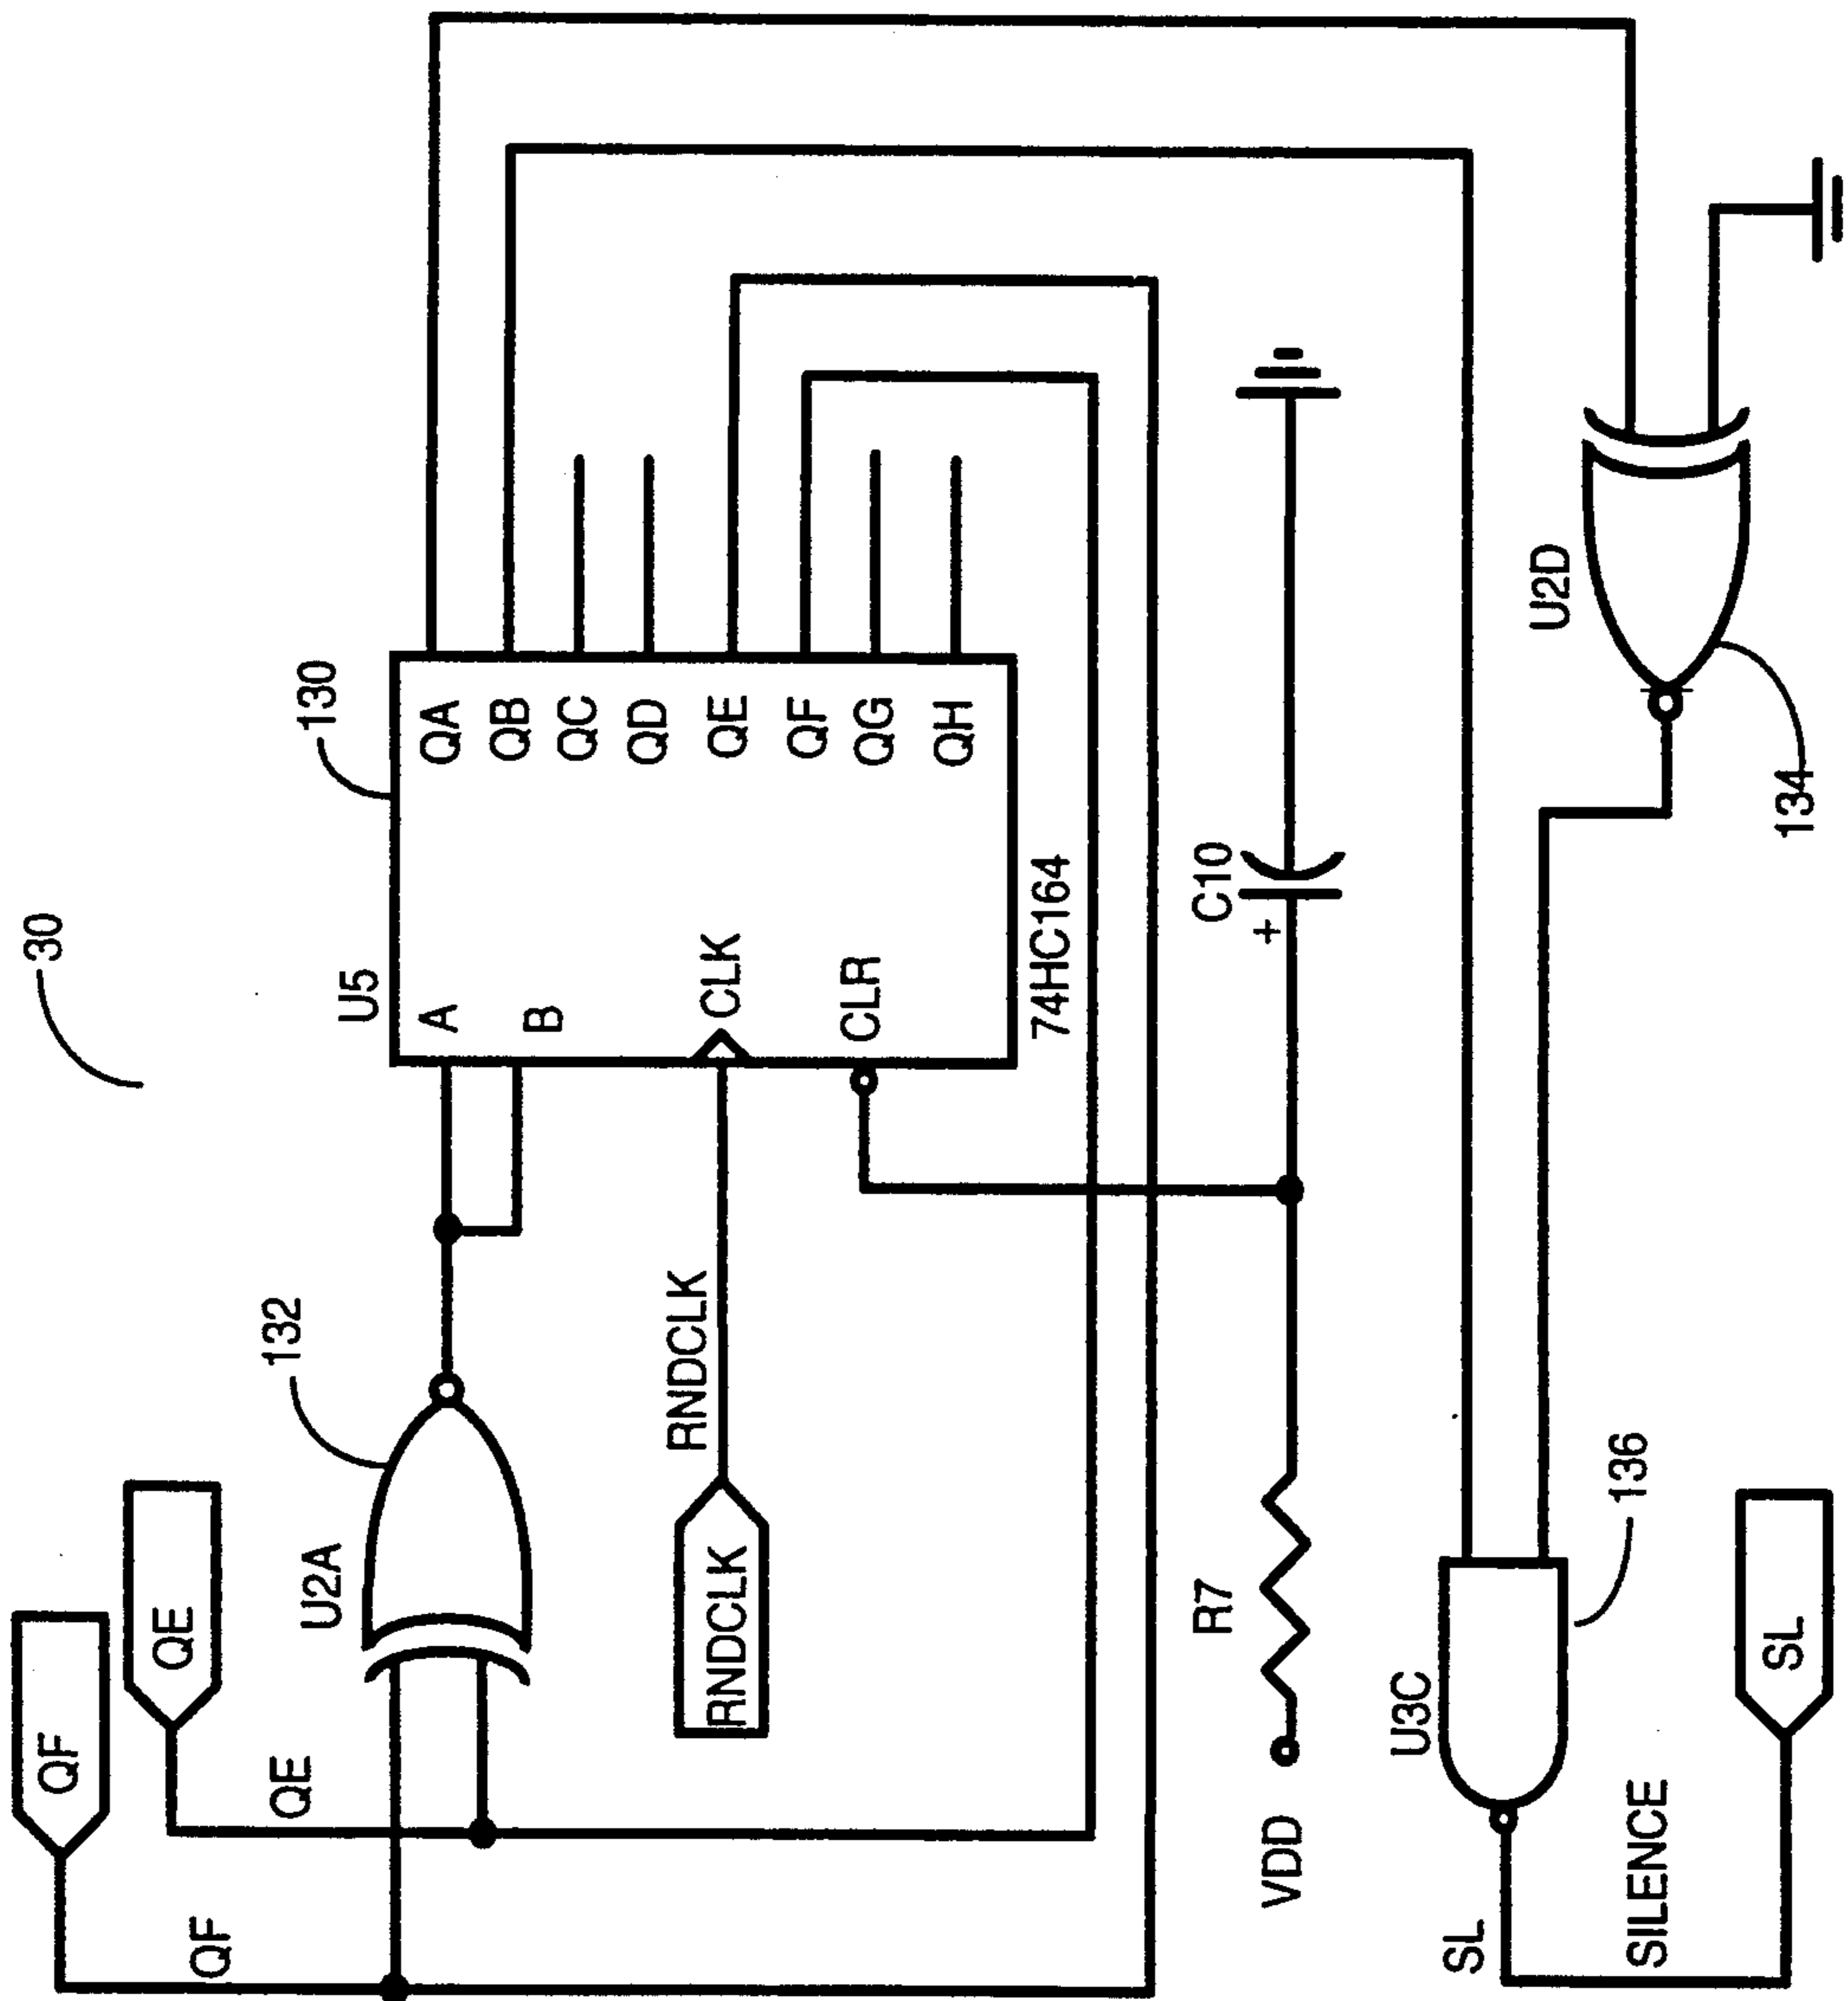 30
QF
QE
QF
QE
U2A
132
RNDCLK
RNDCLK
U5
130
A
B
CLK
CLR
QA
QB
QC
QD
QE
QF
QG
QH
74HC164
VDD
R7
C10
+
U2D
134
U3C
136
SL
SILENCE
SL